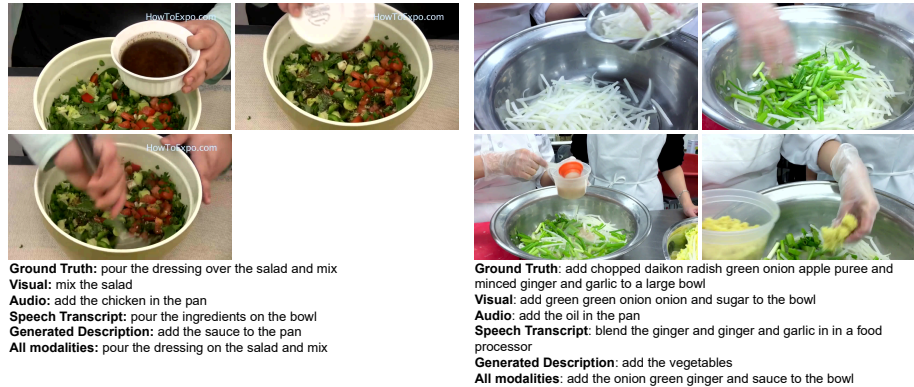 HowToExpo.com
HowToExpo.com
HowToExpo.com
Ground Truth: pour the dressing over the salad and mix
Visual: mix the salad
Audio: add the chicken in the pan
Speech Transcript: pour the ingredients on the bowl
Generated Description: add the sauce to the pan
All modalities: pour the dressing on the salad and mix
Ground Truth: add chopped daikon radish green onion apple puree and
minced ginger and garlic to a large bowl
Visual: add green green onion onion and sugar to the bowl
Audio: add the oil in the pan
Speech Transcript: blend the ginger and ginger and garlic in in a food
processor
Generated Description: add the vegetables
All modalities: add the onion green ginger and sauce to the bowl